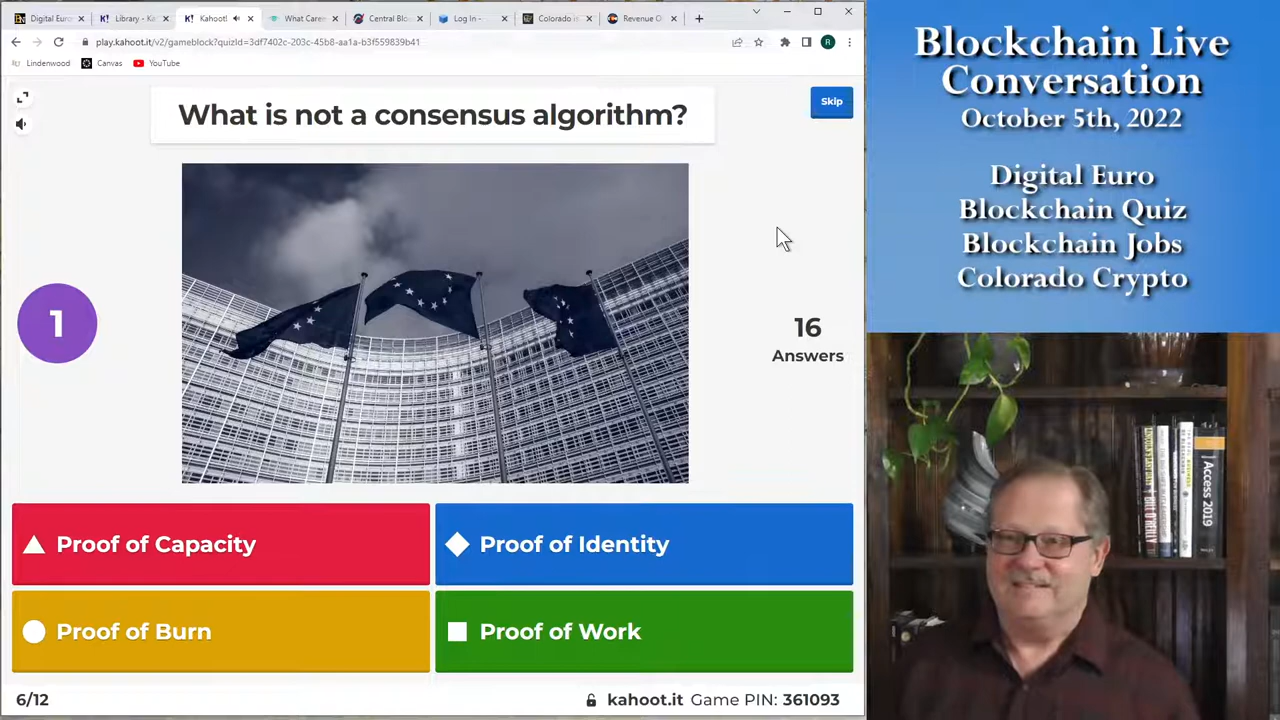 Digital Euro
Library - Ka
Kahoot!
What Caree
Central Blo
Log In -
Colorado is
Revenue O
play.kahoot.it/v2/gameblock?quizId=3df7402c-203c-45b8-aa1a-b3f559839b41
R
Lindenwood
Canvas
YouTube
What is not a consensus algorithm?
Skip
1
16
Answers
Proof of Capacity
Proof of Identity
Proof of Burn
Proof of Work
6/12
kahoot.it Game PIN: 361093
Blockchain Live
Conversation
October 5th, 2022
Digital Euro
Blockchain Quiz
Blockchain Jobs
Colorado Crypto
Access 2019